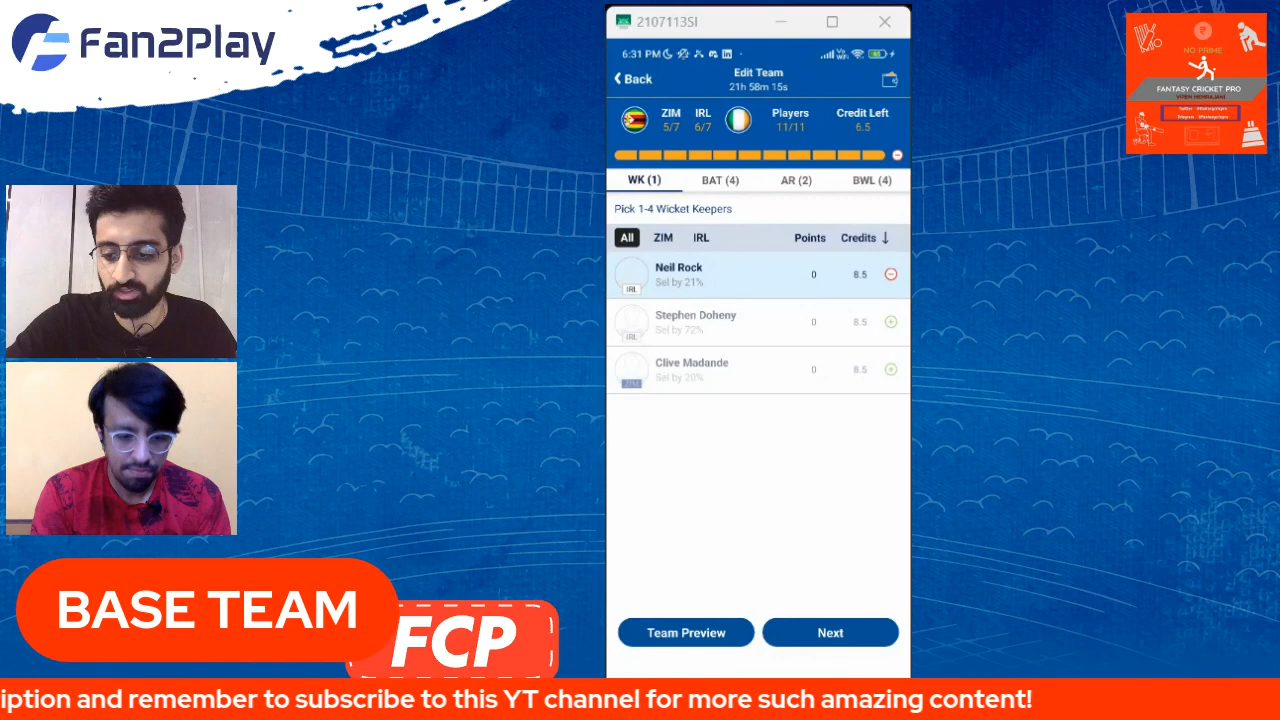 Fan2Play
2107113SI
6:31 PM
Back
Edit Team
21h 58m 15s
ZIM
5/7
IRL
6/7
Players
11/11
Credit Left
6.5
WK (1)
BAT (4)
AR (2)
BWL (4)
Pick 1-4 Wicket Keepers
All
ZIM
IRL
Points
Credits ↓
Neil Rock
Sel by 21%
IRL
0
8.5
Stephen Doheny
Sel by 72%
IRL
0
8.5
Clive Madande
Sel by 20%
ZIM
0
8.5
Team Preview
Next
NO PRIME
FANTASY CRICKET PRO
BASE TEAM
FCP
iption and remember to subscribe to this YT channel for more such amazing content!